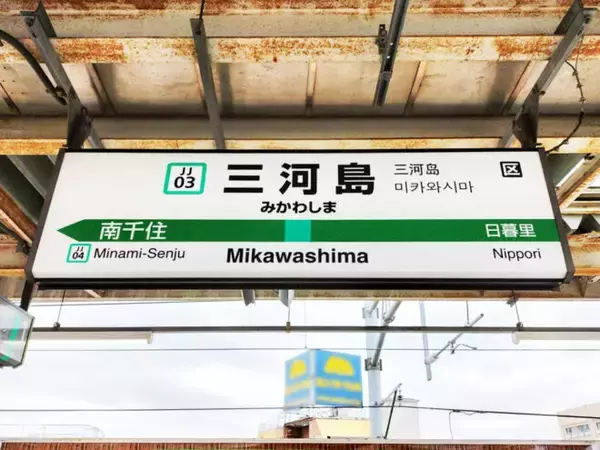 JJ
03
三河島
みかわしま
三河岛
미카와시마
区
南千住
日暮里
JJ
04
Minami-Senju
Mikawashima
Nippori